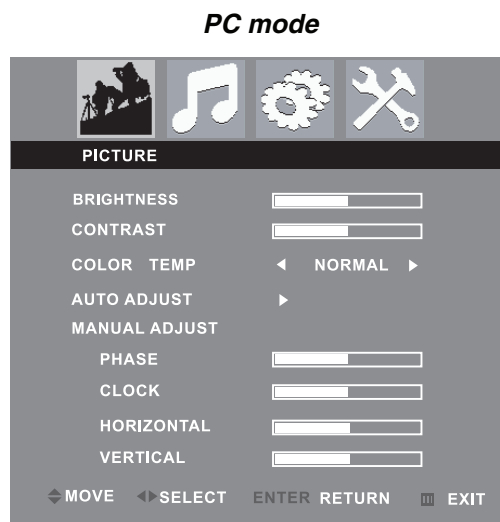 PC mode
PICTURE
BRIGHTNESS
CONTRAST
COLOR TEMP NORMAL
AUTO ADJUST
MANUAL ADJUST
PHASE
CLOCK
HORIZONTAL
VERTICAL
MOVE SELECT ENTER RETURN EXIT